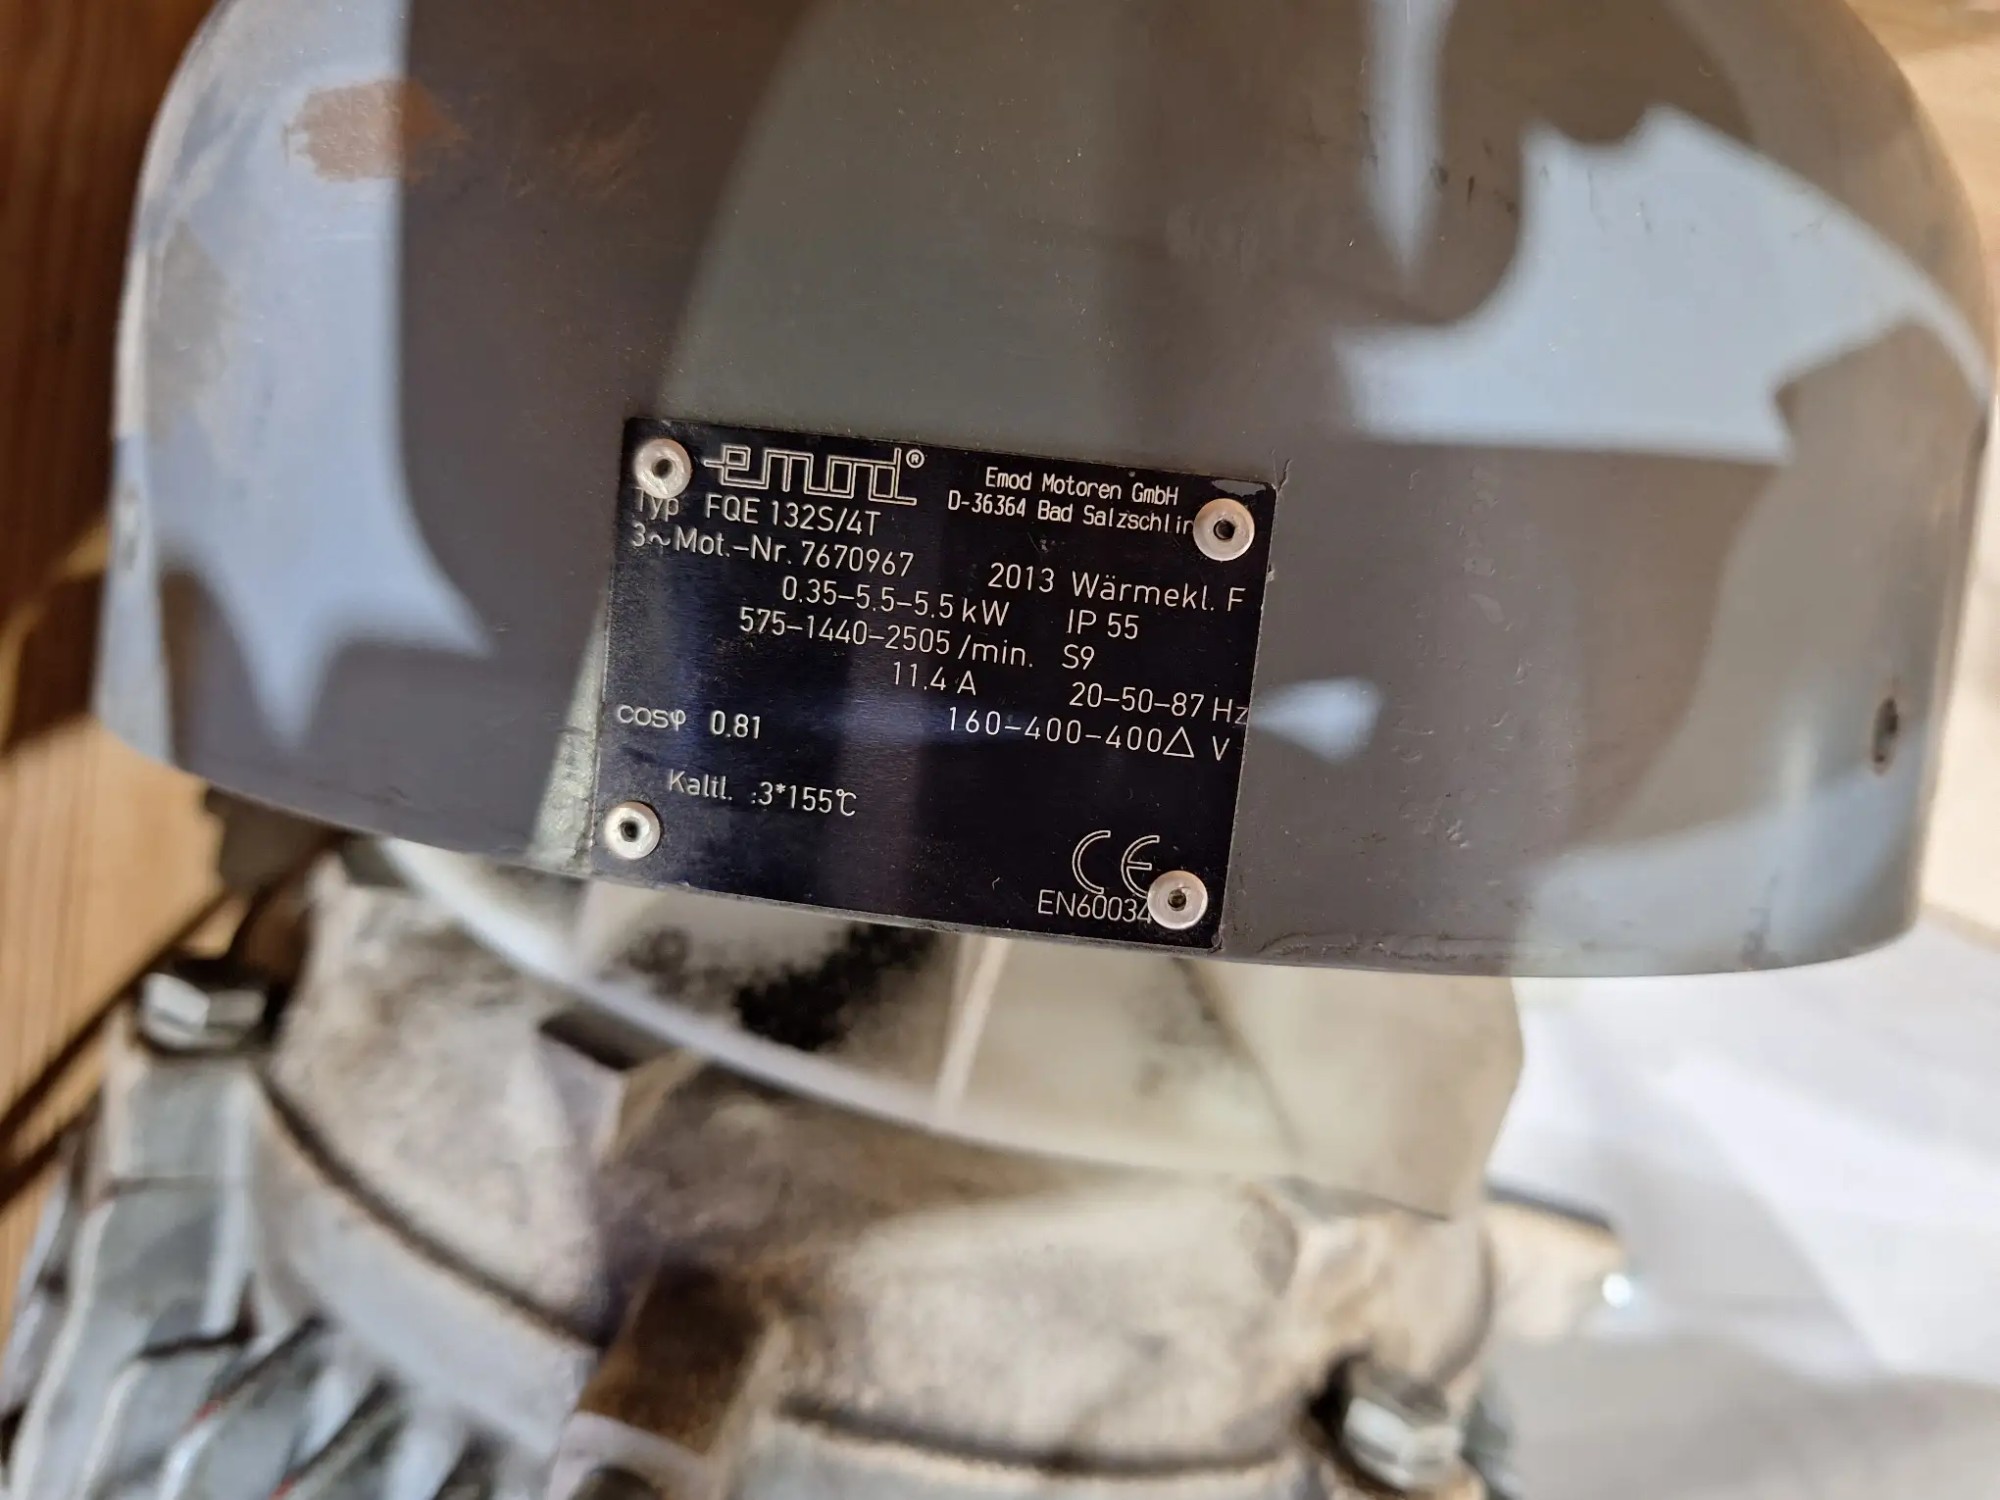 emod®
Emod Motoren GmbH
D-36364 Bad Salzschlir
Typ FQE 132S/4T
3~Mot.-Nr. 7670967
2013 Wärmekl. F
0.35-5.5-5.5 kW IP 55
575-1440-2505 /min. S9
11.4 A 20-50-87 Hz
cosφ 0.81 160-400-400△ V
Kaltl. :3*155℃
CE
EN60034